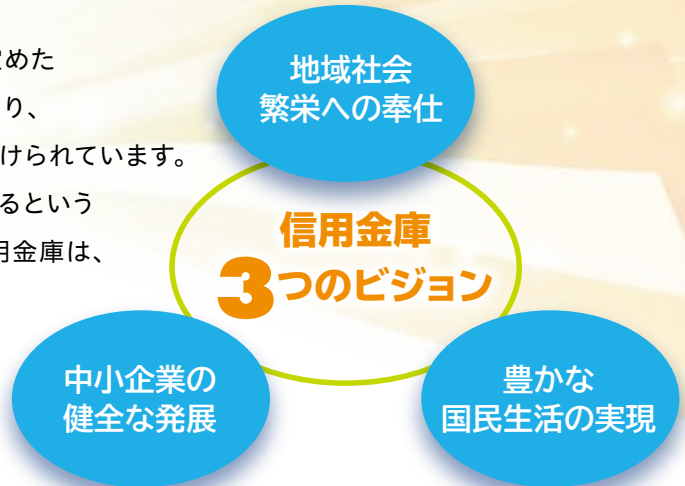 めた
り、
けられています。
るという
用金庫は、
地域社会
繁栄への奉仕
信用金庫
3つのビジョン
中小企業の
健全な発展
豊かな
国民生活の実現